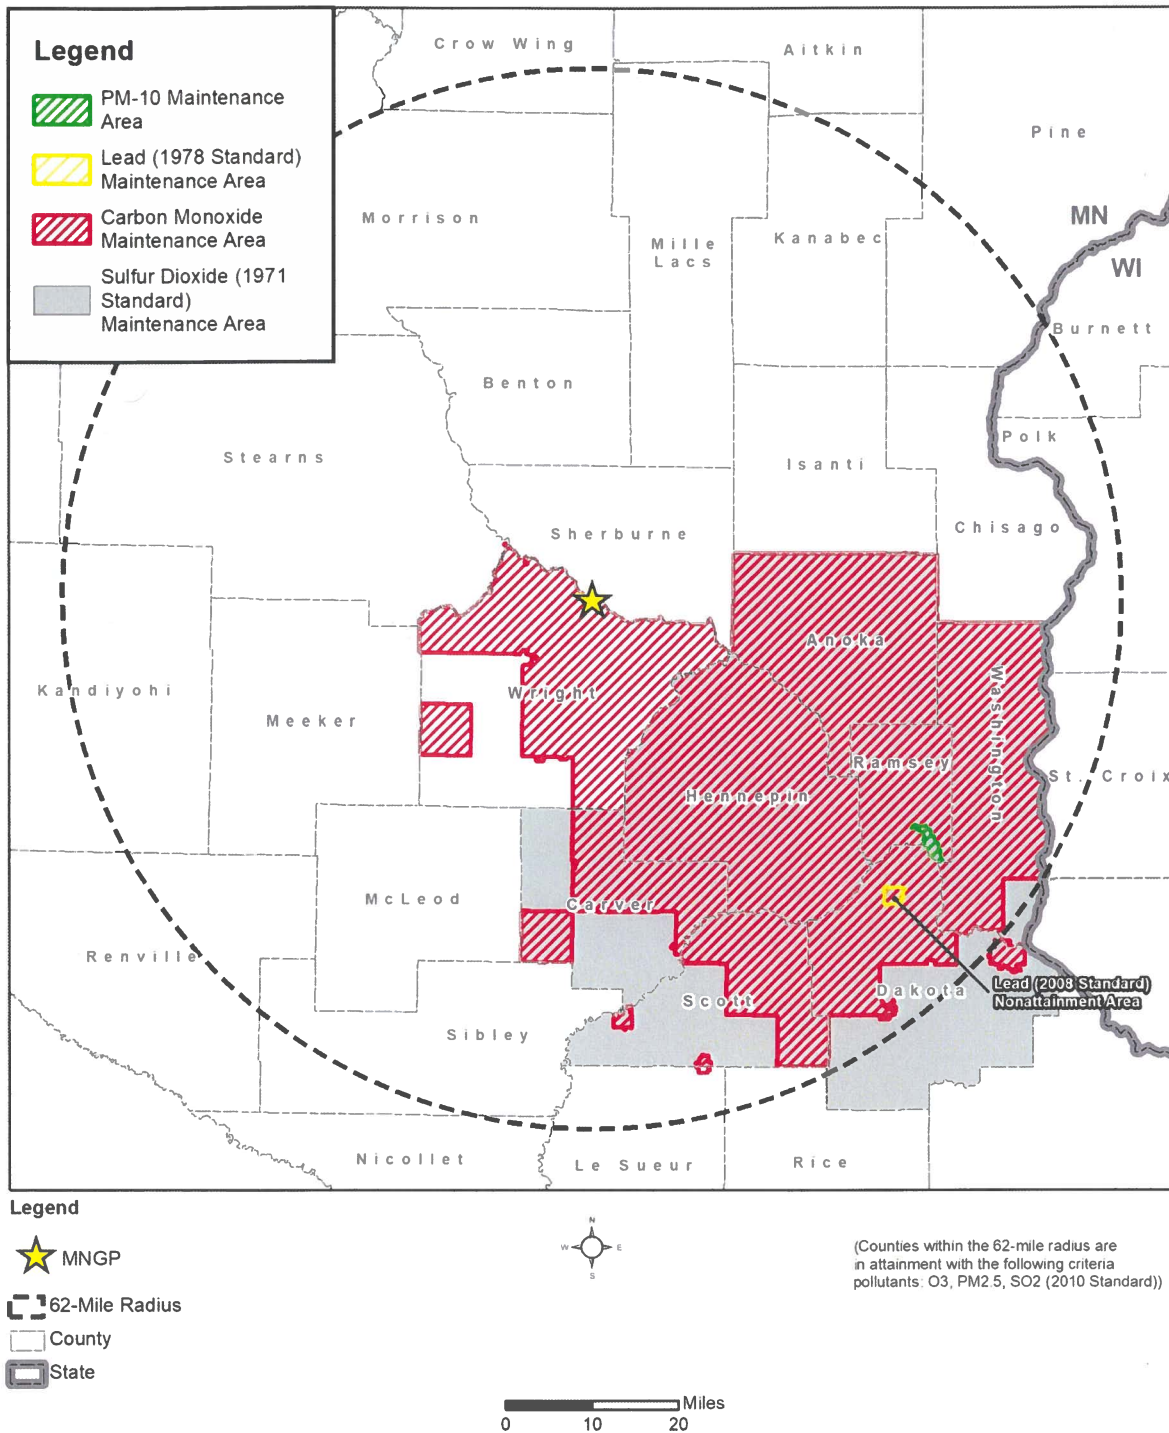 Legend
PM-10 Maintenance
Area
Lead (1978 Standard)
Maintenance Area
Carbon Monoxide
Maintenance Area
Sulfur Dioxide (1971
Standard)
Maintenance Area
Crow Wing
Aitkin
Pine
Morrison
MN
Mille
Lacs
Kanabec
WI
Burnett
Benton
Polk
Stearns
Isanti
Chisago
Sherburne
Anoka
Washington
Kandiyohi
Wright
Meeker
Ramsey
St. Croix
Hennepin
McLeod
Carver
Renville
Lead (2008 Standard)
Nonattainment Area
Dakota
Scott
Sibley
Nicollet
Le Sueur
Rice
Legend
MNGP
62-Mile Radius
County
State
N
W
E
S
(Counties within the 62-mile radius are
in attainment with the following criteria
pollutants: O3, PM2.5, SO2 (2010 Standard))
Miles
0
10
20